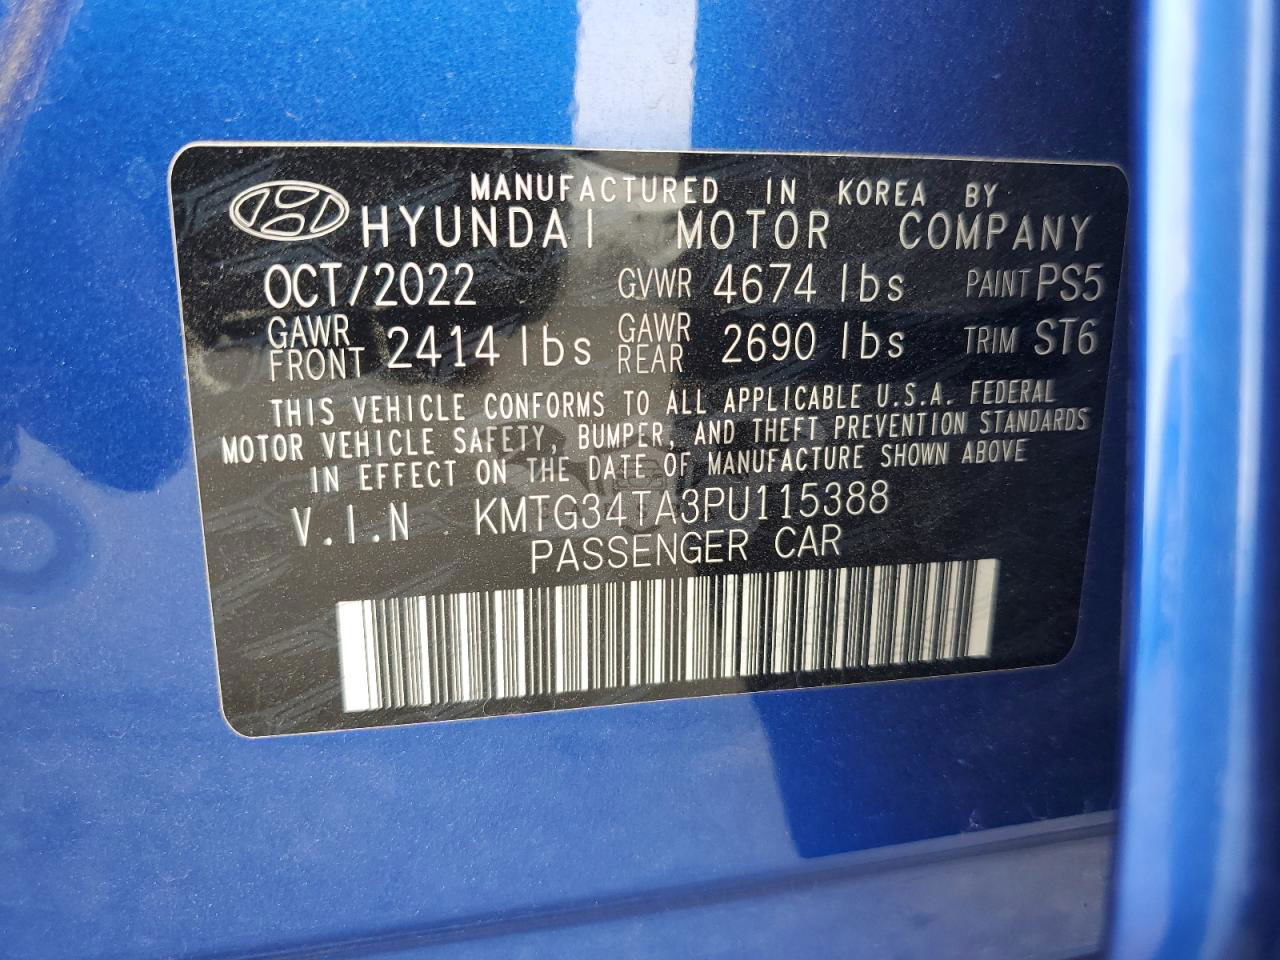 MANUFACTURED IN KOREA BY
HYUNDAI MOTOR COMPANY
OCT/2022 GVWR 4674 lbs PAINT PS5
GAWR FRONT 2414 lbs GAWR REAR 2690 lbs TRIM ST6
THIS VEHICLE CONFORMS TO ALL APPLICABLE U.S.A. FEDERAL
MOTOR VEHICLE SAFETY, BUMPER, AND THEFT PREVENTION STANDARDS
IN EFFECT ON THE DATE OF MANUFACTURE SHOWN ABOVE
V.I.N KMTG34TA3PU115388
PASSENGER CAR